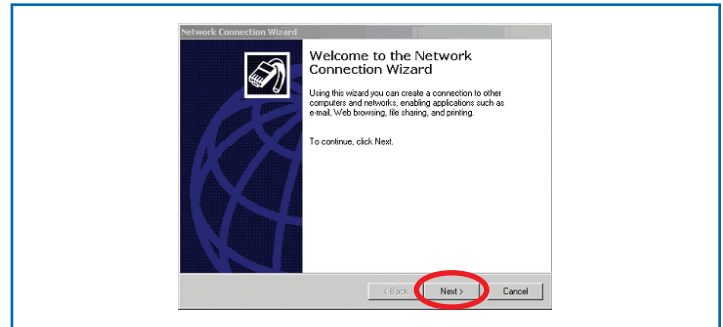 Network Connection Wizard
Welcome to the Network
Connection Wizard
Using this wizard you can create a connection to other
computers and networks, enabling applications such as
e-mail, Web browsing, file sharing, and printing.
To continue, click Next.
< Back Next > Cancel